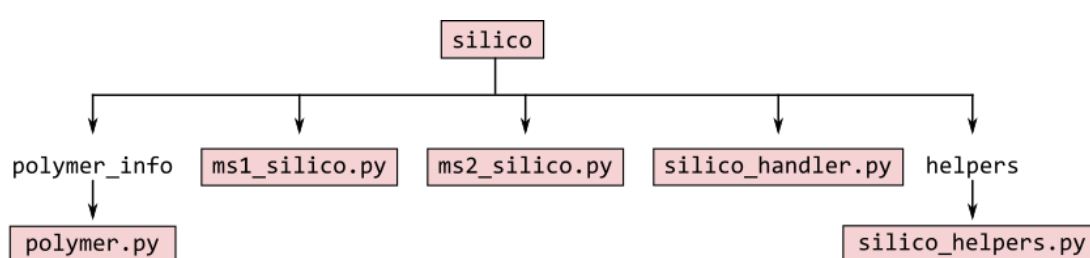 silico
polymer_info
ms1_silico.py
ms2_silico.py
silico_handler.py
helpers
polymer.py
silico_helpers.py